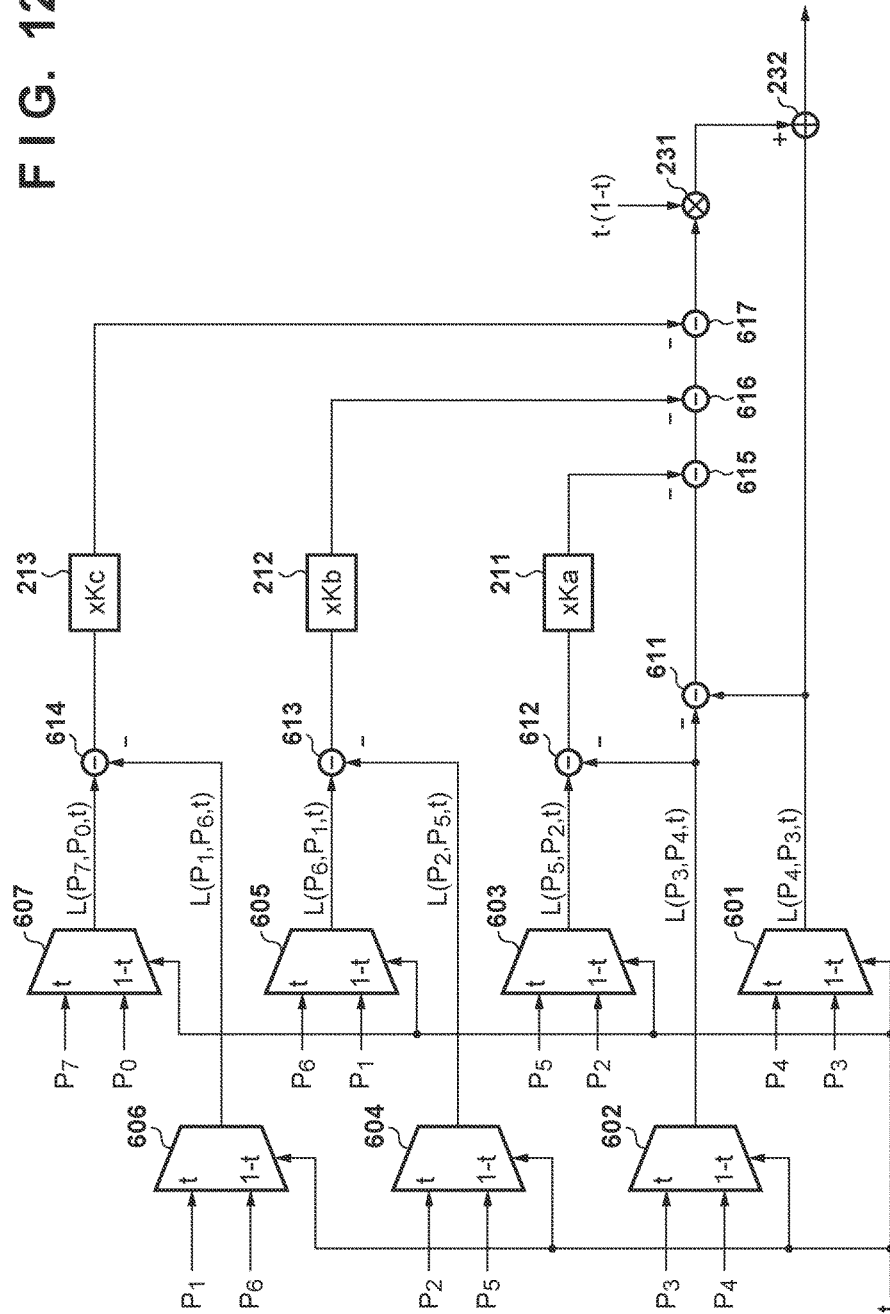 FIG. 12
607
L(P7,P0,t)
614
213
xKc
P7
t
P0
1-t
606
L(P1,P6,t)
P1
t
P6
1-t
605
L(P6,P1,t)
613
212
xKb
P6
t
P1
1-t
604
L(P2,P5,t)
P2
t
P5
1-t
603
L(P5,P2,t)
612
211
xKa
P5
t
P2
1-t
602
L(P3,P4,t)
611
615
616
617
t·(1-t)
231
P3
t
P4
1-t
601
L(P4,P3,t)
+
232
P4
t
P3
1-t
t